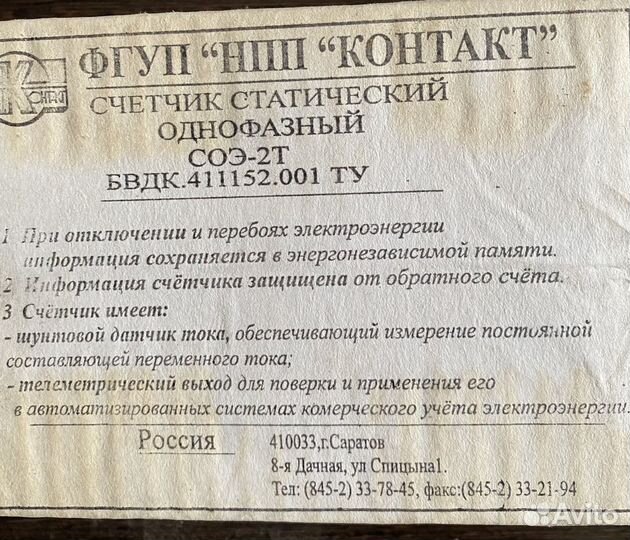 ФГУП “НПП “КОНТАКТ”
КОНТАКТ
СЧЕТЧИК СТАТИЧЕСКИЙ
ОДНОФАЗНЫЙ
СОЭ-2Т
БВДК.411152.001 ТУ
1 При отключении и перебоях электроэнергии
информация сохраняется в энергонезависимой памяти.
2 Информация счётчика защищена от обратного счёта.
3 Счётчик имеет:
- шунтовой датчик тока, обеспечивающий измерение постоянной
составляющей переменного тока;
- телеметрический выход для поверки и применения его
в автоматизированных системах комерческого учёта электроэнергии.
Россия
410033,г.Саратов
8-я Дачная, ул Спицына1.
Тел: (845-2) 33-78-45, факс:(845-2) 33-21-94
Avito